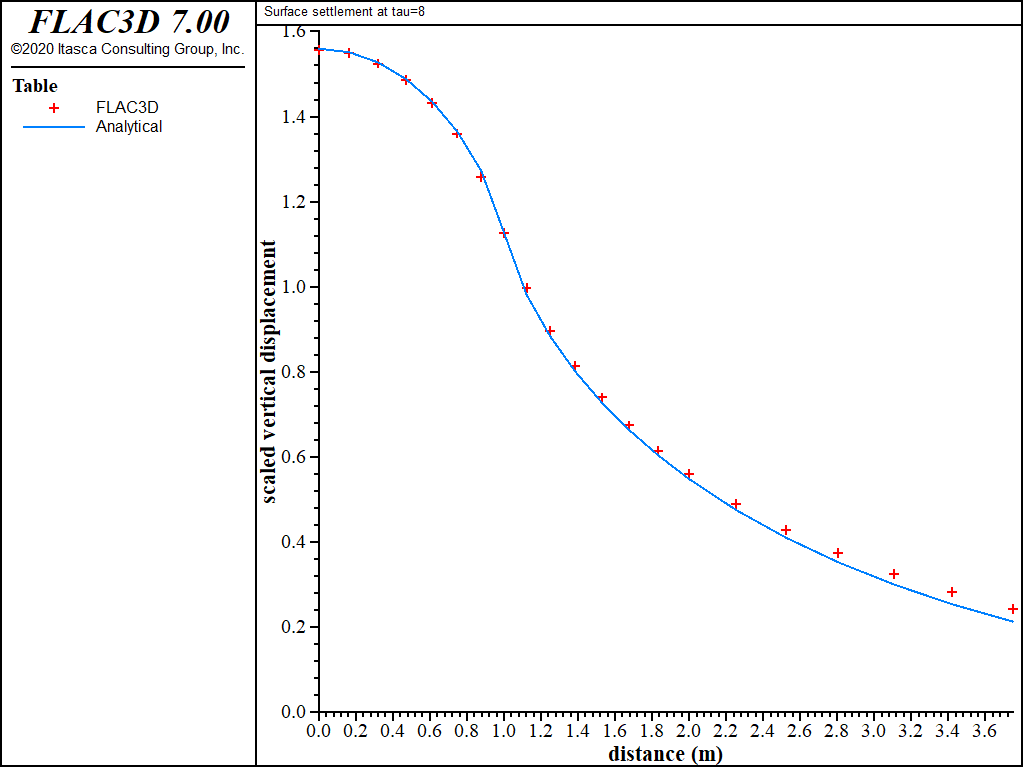 FLAC3D 7.00
©2020 Itasca Consulting Group, Inc.
Table
FLAC3D
Analytical
Surface settlement at tau=8
1.6
1.4
1.2
1.0
0.8
0.6
0.4
0.2
0.0
scaled vertical displacement
0.0 0.2 0.4 0.6 0.8 1.0 1.2 1.4 1.6 1.8 2.0 2.2 2.4 2.6 2.8 3.0 3.2 3.4 3.6
distance (m)